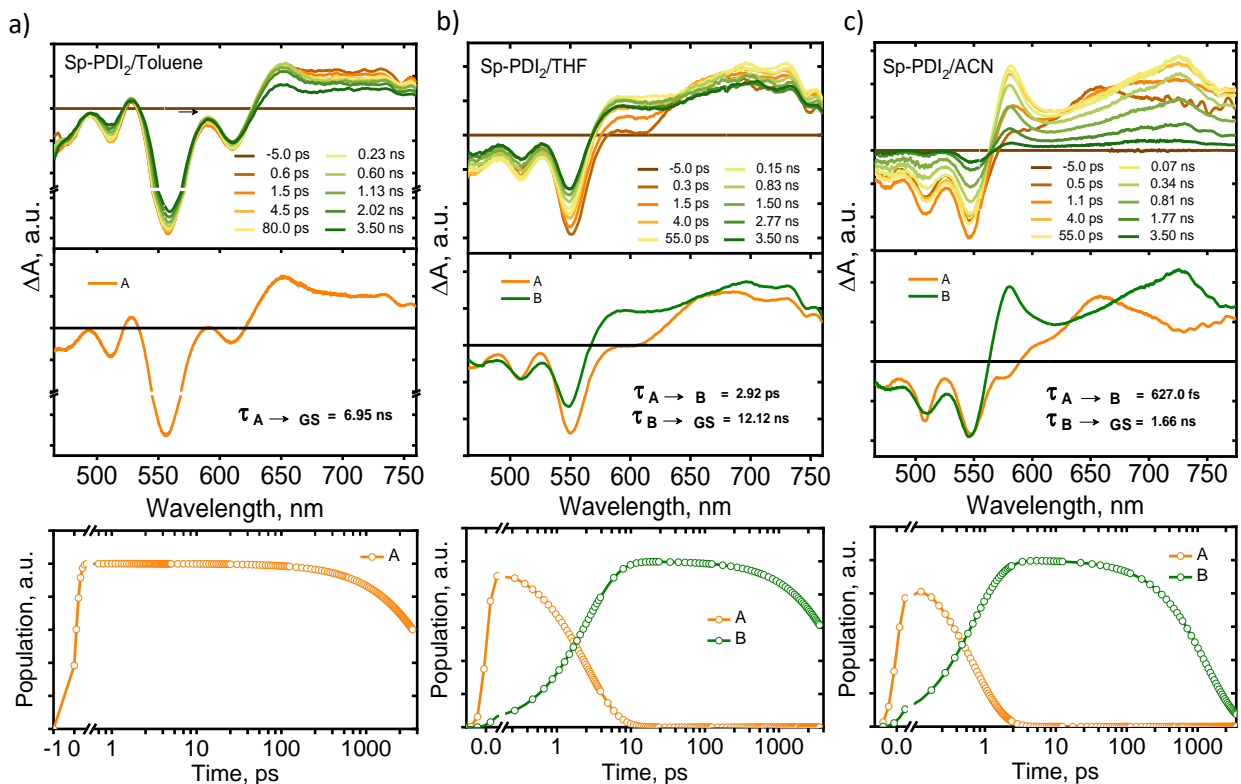 a)
Sp-PDI2/Toluene
-5.0 ps 0.23 ns
0.6 ps 0.60 ns
1.5 ps 1.13 ns
4.5 ps 2.02 ns
80.0 ps 3.50 ns
ΔA, a.u.
A
τ A → GS = 6.95 ns
500 550 600 650 700 750
Wavelength, nm
Population, a.u.
A
-1 0 1 10 100 1000
Time, ps
b)
Sp-PDI2/THF
-5.0 ps 0.15 ns
0.3 ps 0.83 ns
1.5 ps 1.50 ns
4.0 ps 2.77 ns
55.0 ps 3.50 ns
ΔA, a.u.
A
B
τ A → B = 2.92 ps
τ B → GS = 12.12 ns
500 550 600 650 700 750
Wavelength, nm
Population, a.u.
A
B
0.0 1 10 100 1000
Time, ps
c)
Sp-PDI2/ACN
-5.0 ps 0.07 ns
0.5 ps 0.34 ns
1.1 ps 0.81 ns
4.0 ps 1.77 ns
55.0 ps 3.50 ns
ΔA, a.u.
A
B
τ A → B = 627.0 fs
τ B → GS = 1.66 ns
500 550 600 650 700 750
Wavelength, nm
Population, a.u.
A
B
0.0 1 10 100 1000
Time, ps